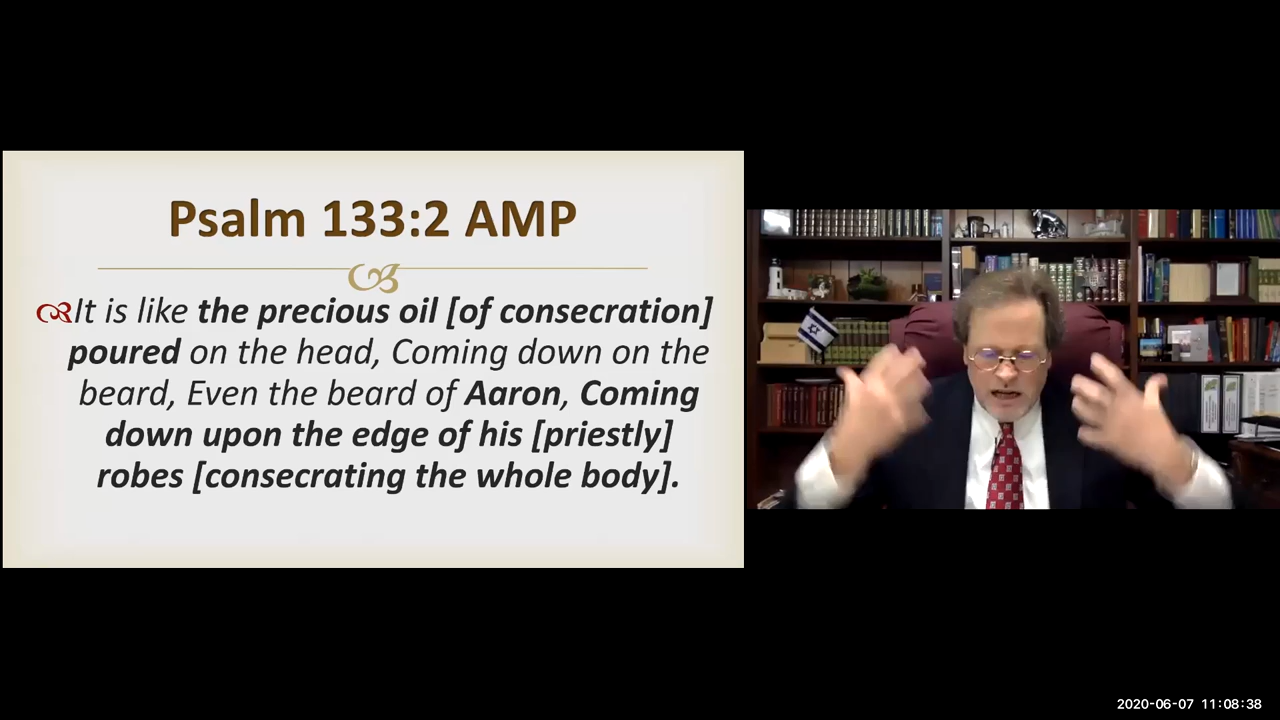 Psalm 133:2 AMP
It is like the precious oil [of consecration]
poured on the head, Coming down on the
beard, Even the beard of Aaron, Coming
down upon the edge of his [priestly]
robes [consecrating the whole body].
2020-06-07 11:08:38